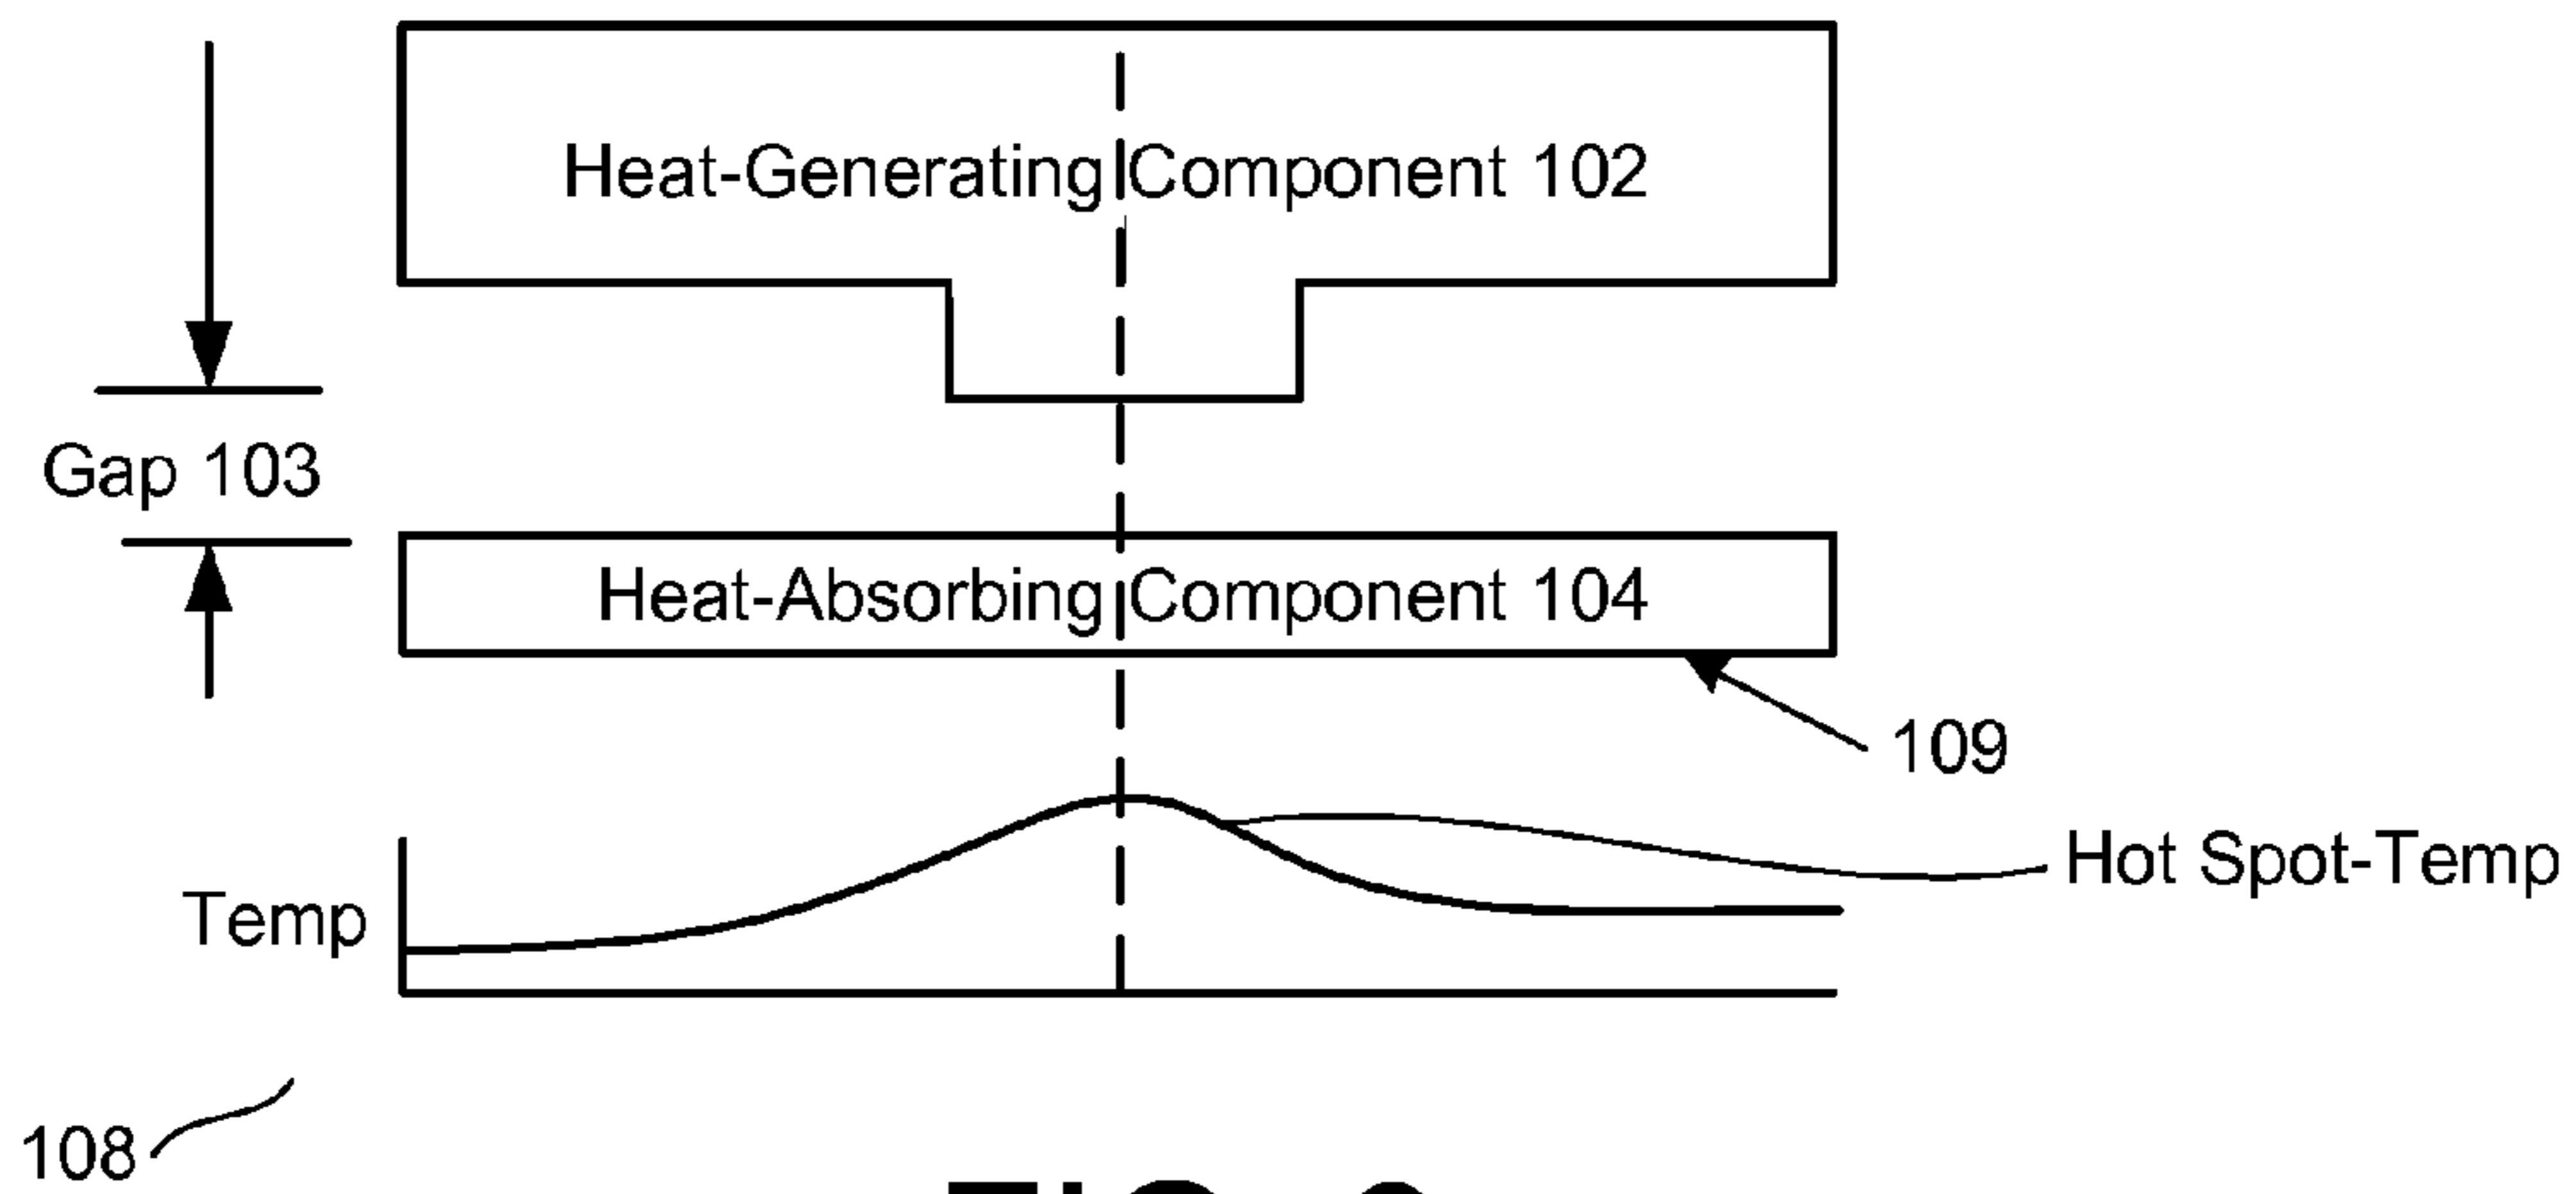 Heat-Generating Component 102
Gap 103
Heat-Absorbing Component 104
109
Temp
Hot Spot-Temp
108